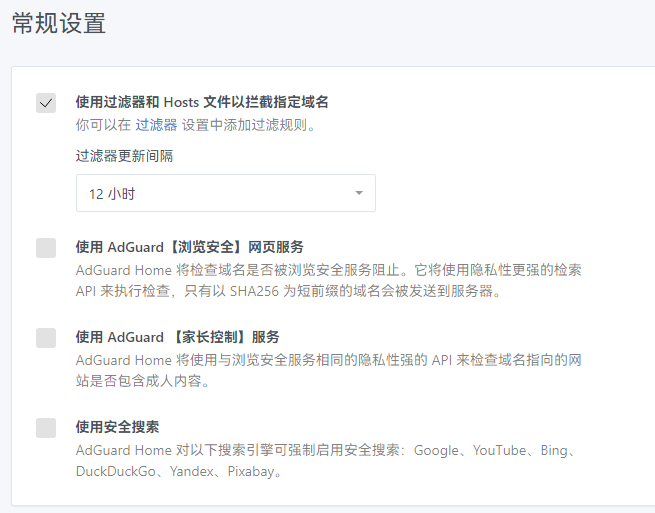 常规设置
使用过滤器和 Hosts 文件以拦截指定域名
你可以在 过滤器 设置中添加过滤规则。
过滤器更新间隔
12 小时
使用 AdGuard【浏览安全】网页服务
AdGuard Home 将检查域名是否被浏览安全服务阻止。它将使用隐私性更强的检索
API 来执行检查，只有以 SHA256 为短前缀的域名会被发送到服务器。
使用 AdGuard 【家长控制】服务
AdGuard Home 将使用与浏览安全服务相同的隐私性强的 API 来检查域名指向的网
站是否包含成人内容。
使用安全搜索
AdGuard Home 对以下搜索引擎可强制启用安全搜索：Google、YouTube、Bing、
DuckDuckGo、Yandex、Pixabay。